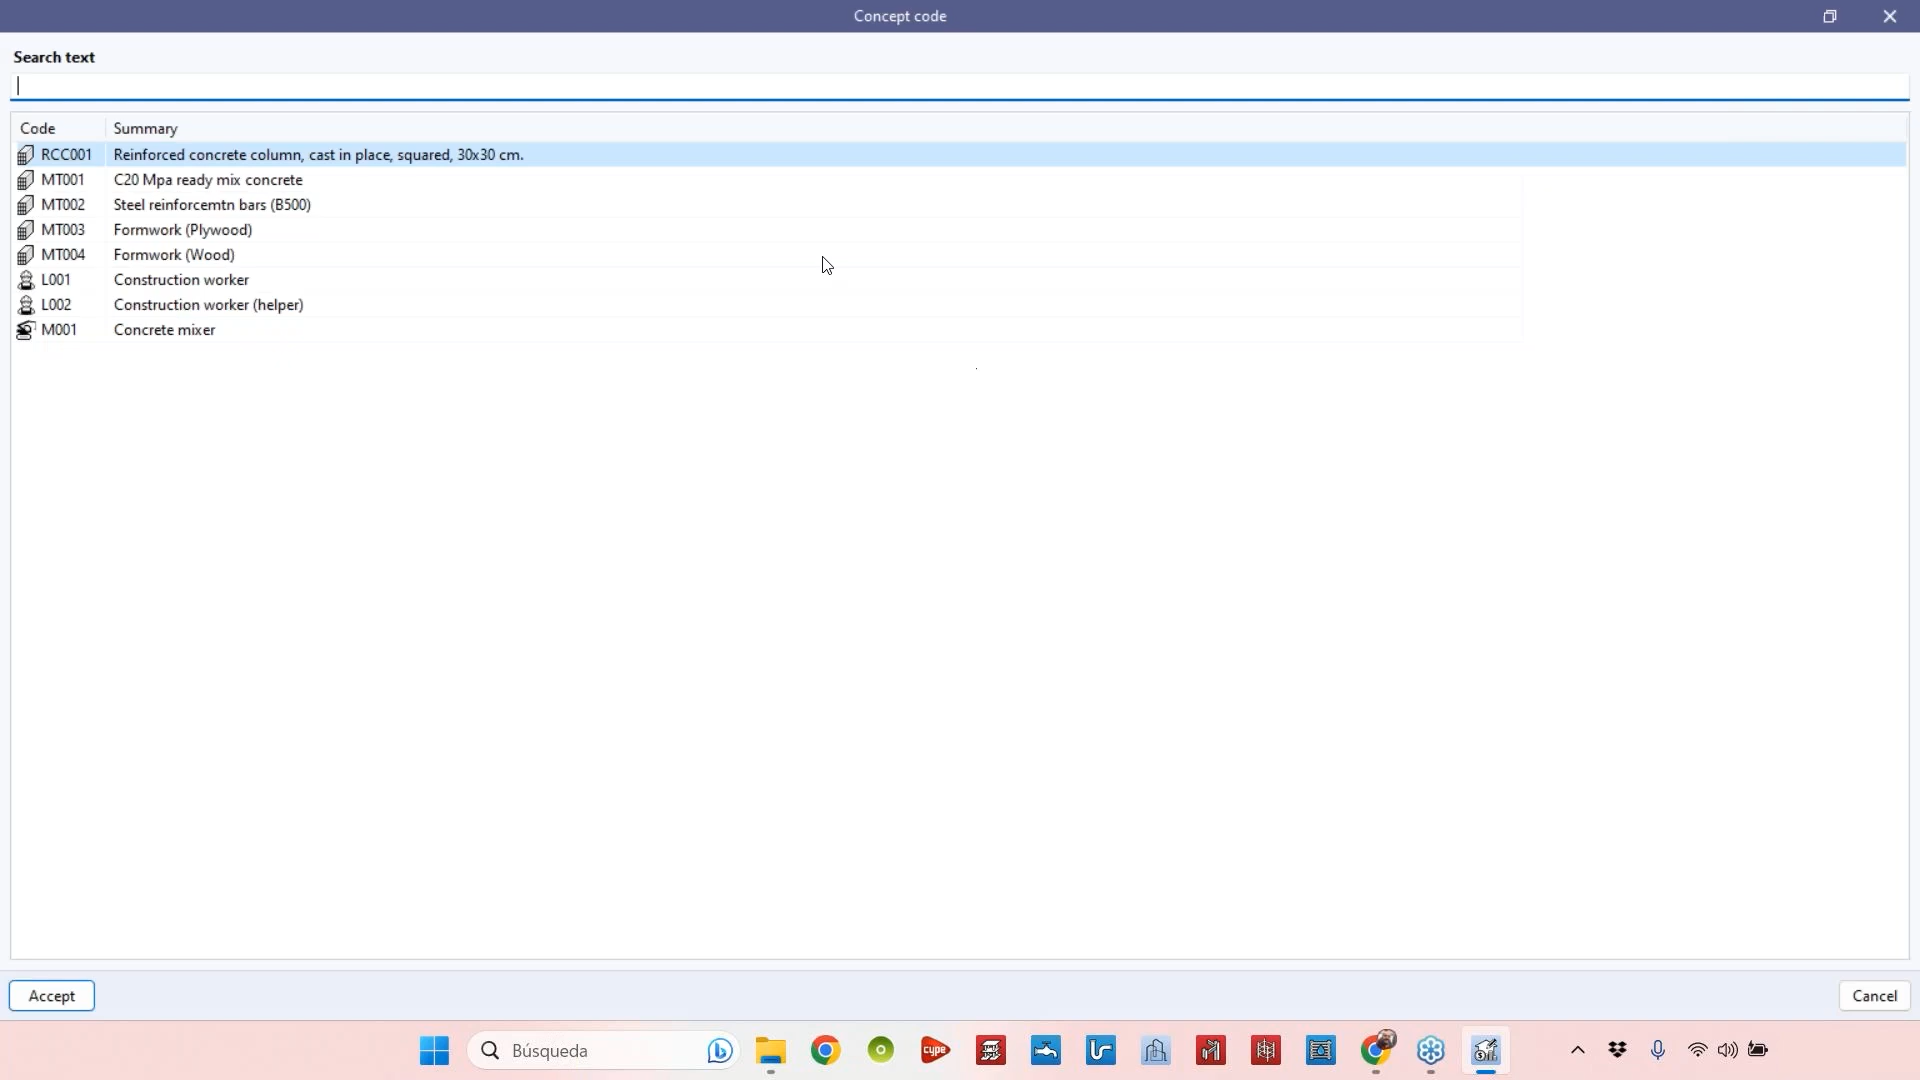 Concept code
Search text
Code Summary
RCC001 Reinforced concrete column, cast in place, squared, 30x30 cm.
MT001 C20 Mpa ready mix concrete
MT002 Steel reinforcemtn bars (B500)
MT003 Formwork (Plywood)
MT004 Formwork (Wood)
L001 Construction worker
L002 Construction worker (helper)
M001 Concrete mixer
Accept Cancel
Búsqueda cype